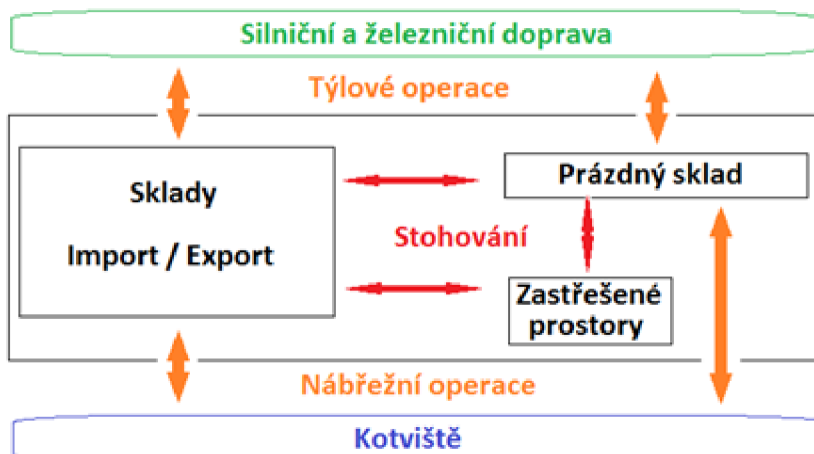 Silniční a železniční doprava
Týlové operace
Sklady
Import / Export
Prázdný sklad
Stohování
Zastřešené
prostory
Nábřežní operace
Kotviště